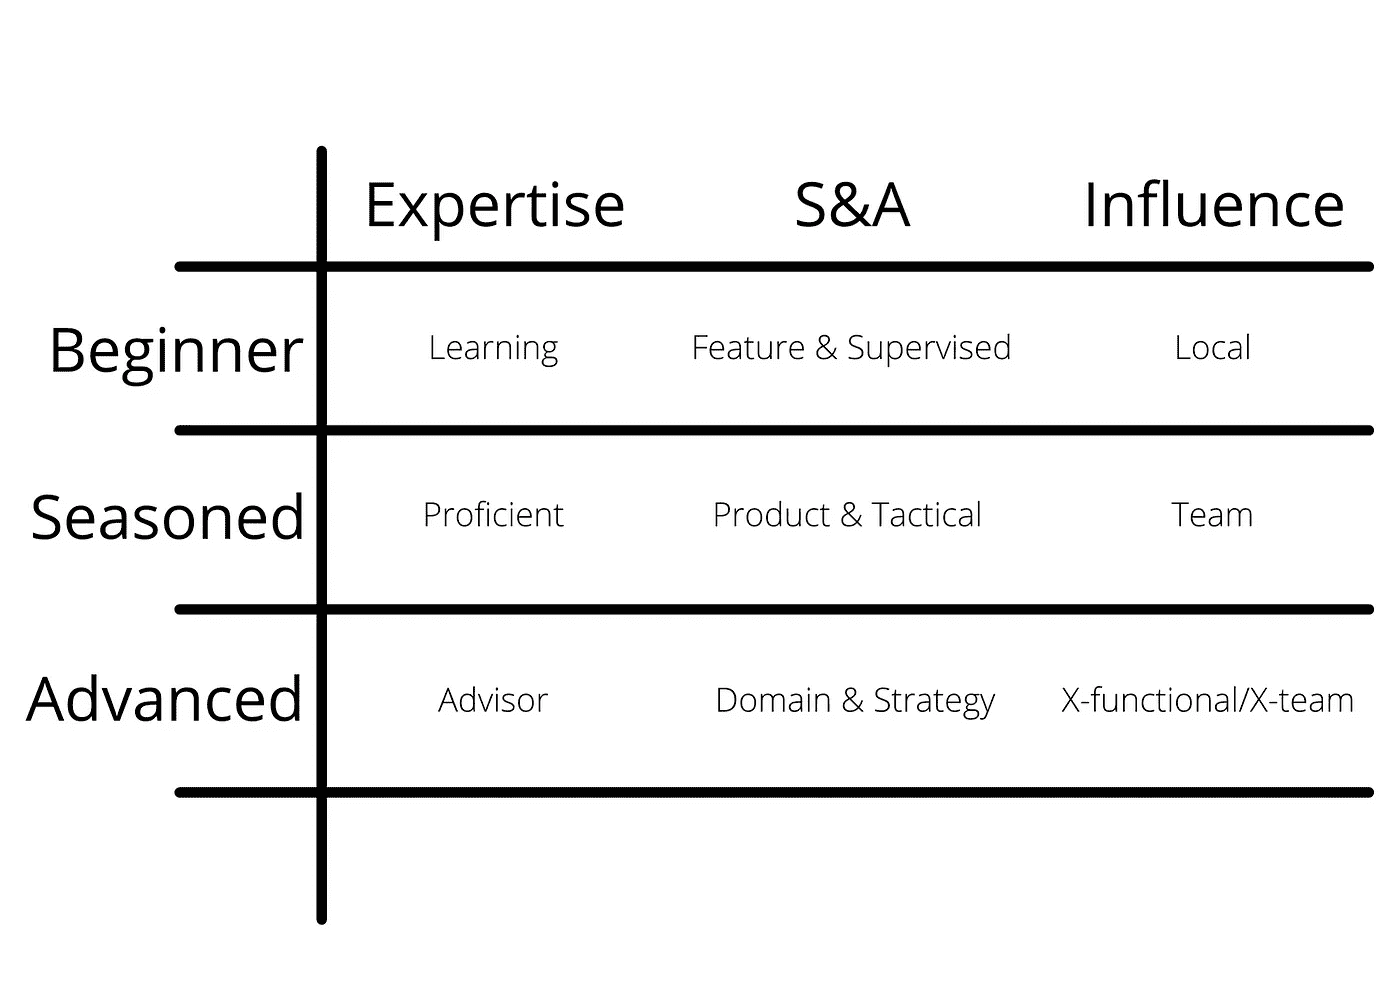 Expertise S&A Influence
Beginner Learning Feature & Supervised Local
Seasoned Proficient Product & Tactical Team
Advanced Advisor Domain & Strategy X-functional/X-team